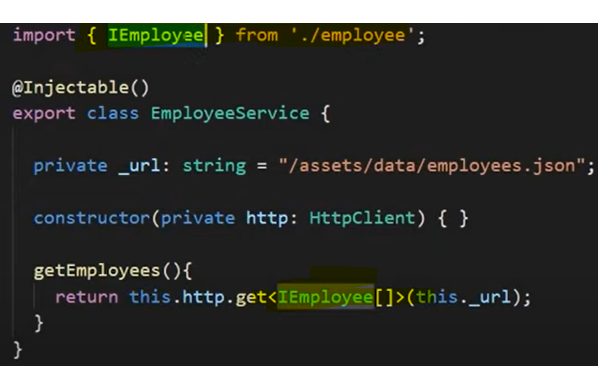 import { IEmployee } from './employee';
@Injectable()
export class EmployeeService {
private _url: string = "/assets/data/employees.json";
constructor(private http: HttpClient) { }
getEmployees(){
return this.http.get<IEmployee[]>(this._url);
}
}